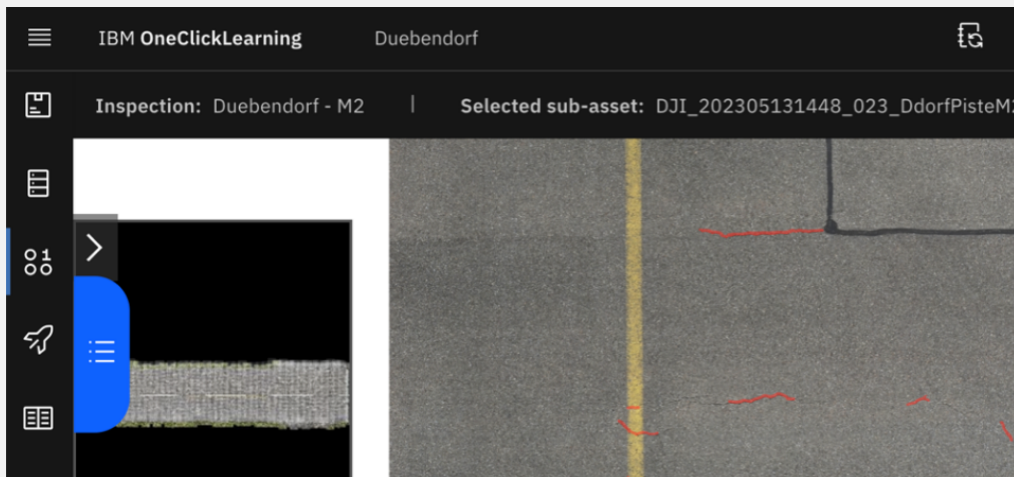 IBM OneClickLearning Duebendorf
Inspection: Duebendorf - M2 | Selected sub-asset: DJI_202305131448_023_DdorfPisteM2